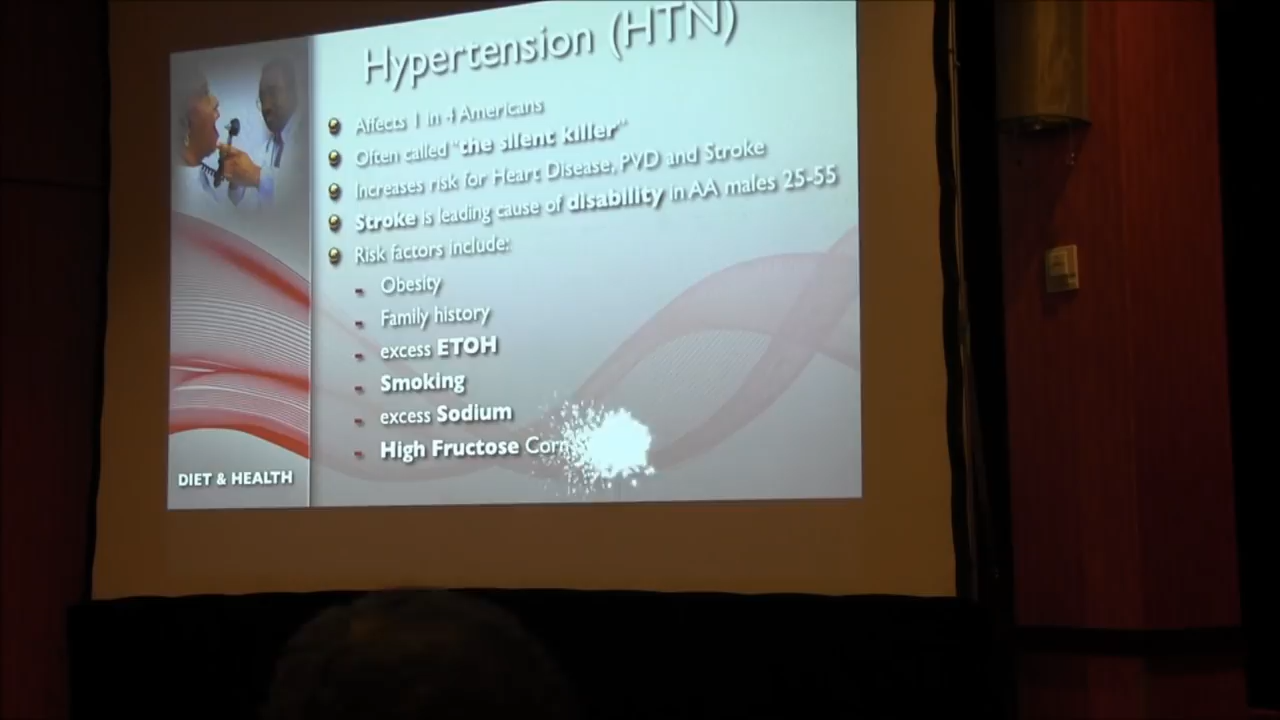 Hypertension (HTN)
Affects 1 in 4 Americans
Often called "the silent killer"
Increases risk for Heart Disease, PVD and Stroke
Stroke is leading cause of disability in AA males 25-55
Risk factors include:
Obesity
Family history
excess ETOH
Smoking
excess Sodium
High Fructose Corn
DIET & HEALTH